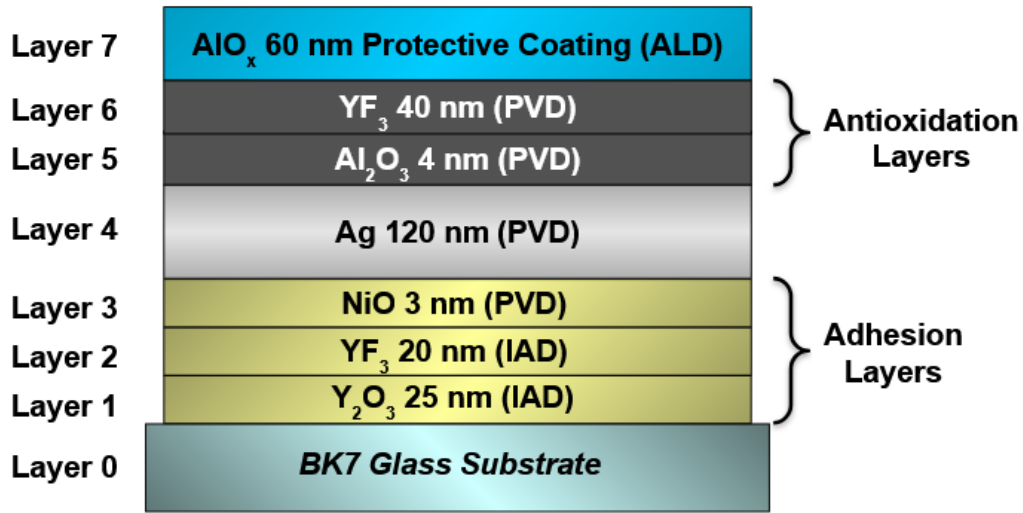 Layer 7
AlOₓ 60 nm Protective Coating (ALD)
Layer 6
YF₃ 40 nm (PVD)
Layer 5
Al₂O₃ 4 nm (PVD)
Antioxidation
Layers
Layer 4
Ag 120 nm (PVD)
Layer 3
NiO 3 nm (PVD)
Layer 2
YF₃ 20 nm (IAD)
Layer 1
Y₂O₃ 25 nm (IAD)
Adhesion
Layers
Layer 0
BK7 Glass Substrate